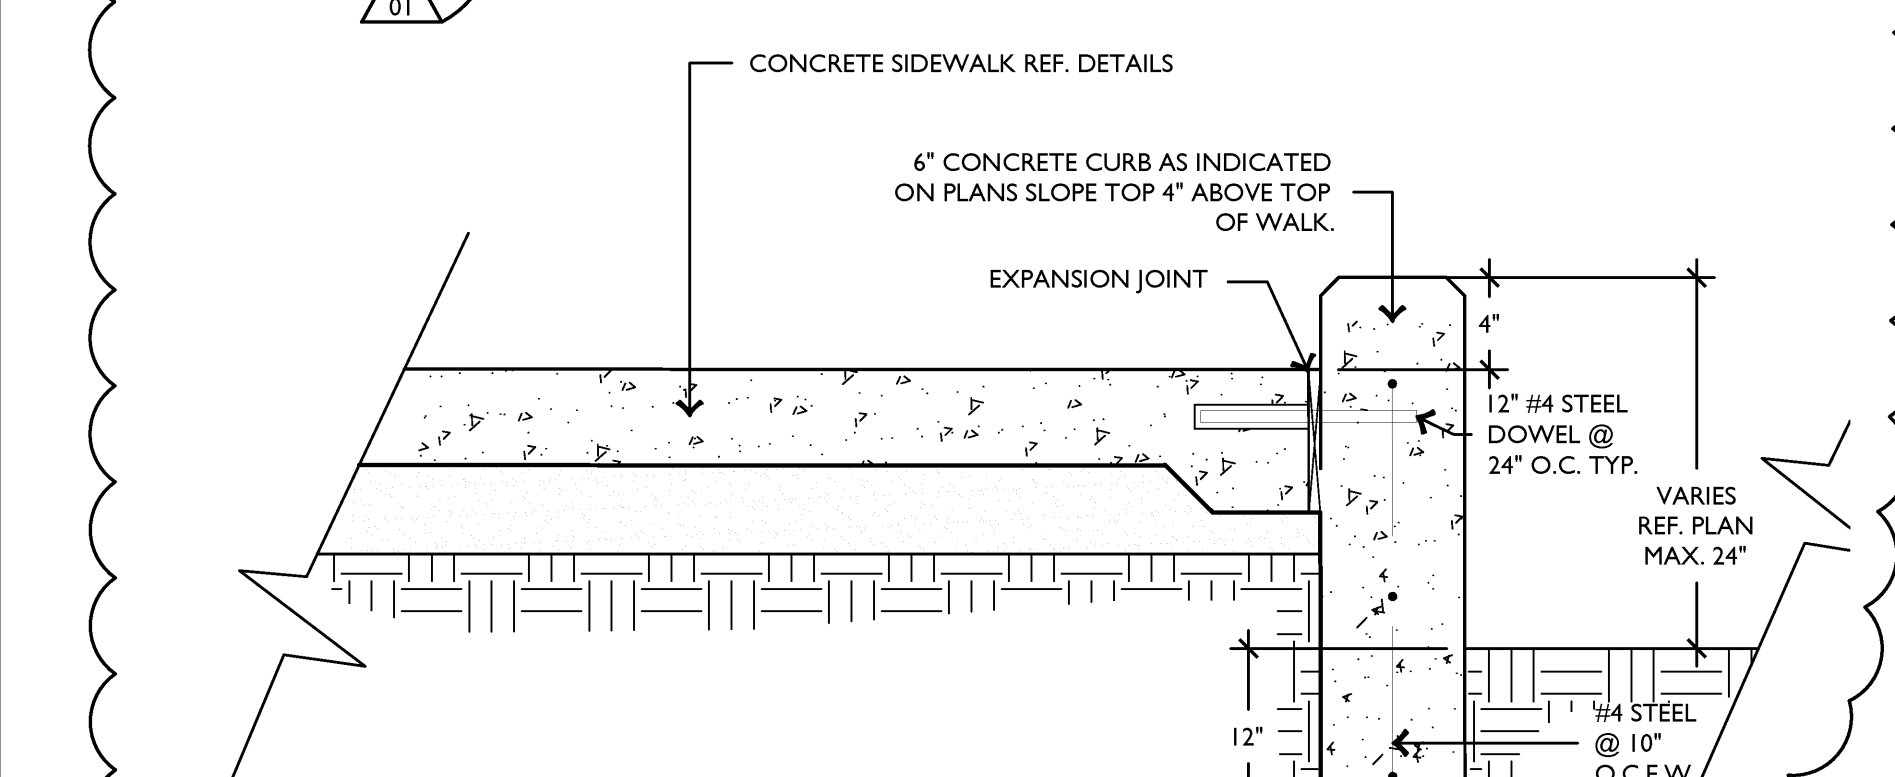 01
CONCRETE SIDEWALK REF. DETAILS
6" CONCRETE CURB AS INDICATED
ON PLANS SLOPE TOP 4" ABOVE TOP
OF WALK.
EXPANSION JOINT
4"
12" #4 STEEL
DOWEL @
24" O.C. TYP.
VARIES
REF. PLAN
MAX. 24"
12"
#4 STEEL
@ 10"
O.C.E.W.